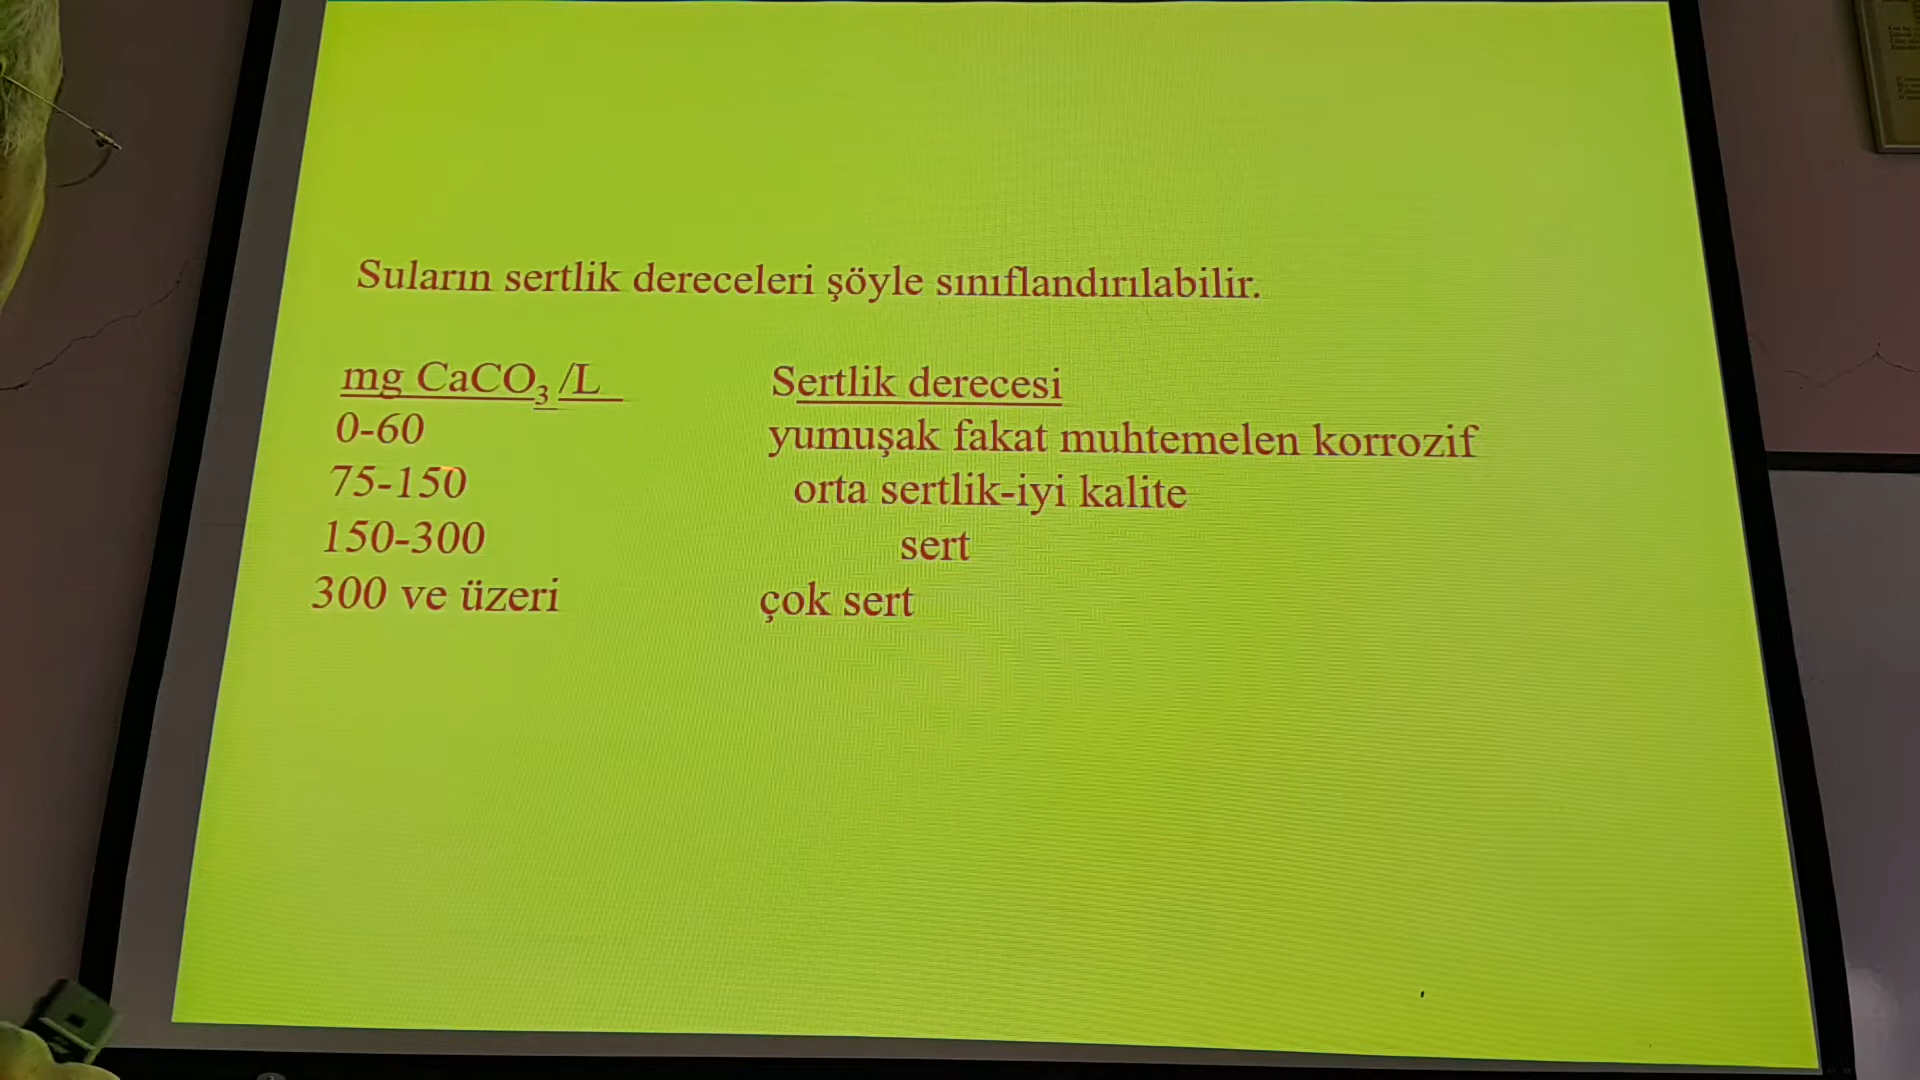 Suların sertlik dereceleri şöyle sınıflandırılabilir.
mg CaCO₃ /L Sertlik derecesi
0-60 yumuşak fakat muhtemelen korrozif
75-150 orta sertlik-iyi kalite
150-300 sert
300 ve üzeri çok sert